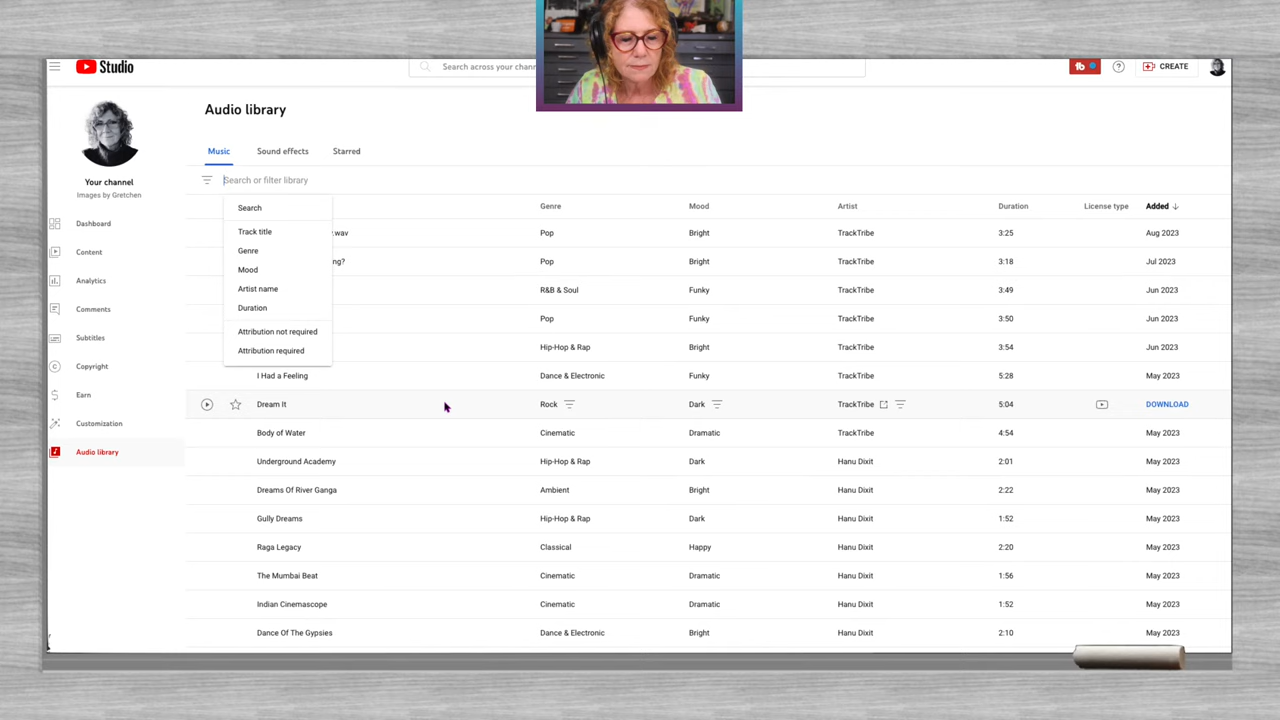 Studio
Search across your chann
tb
?
CREATE
Audio library
Your channel
Images by Gretchen
Dashboard
Content
Analytics
Comments
Subtitles
Copyright
Earn
Customization
Audio library
Music Sound effects Starred
Search or filter library
Search
Track title
Genre
Mood
Artist name
Duration
Attribution not required
Attribution required
Genre Mood Artist Duration License type Added ↓
.wav Pop Bright TrackTribe 3:25 Aug 2023
ng? Pop Bright TrackTribe 3:18 Jul 2023
R&B & Soul Funky TrackTribe 3:49 Jun 2023
Pop Funky TrackTribe 3:50 Jun 2023
Hip-Hop & Rap Bright TrackTribe 3:54 Jun 2023
I Had a Feeling Dance & Electronic Funky TrackTribe 5:28 May 2023
Dream It Rock Dark TrackTribe 5:04 DOWNLOAD
Body of Water Cinematic Dramatic TrackTribe 4:54 May 2023
Underground Academy Hip-Hop & Rap Dark Hanu Dixit 2:01 May 2023
Dreams Of River Ganga Ambient Bright Hanu Dixit 2:22 May 2023
Gully Dreams Hip-Hop & Rap Dark Hanu Dixit 1:52 May 2023
Raga Legacy Classical Happy Hanu Dixit 2:20 May 2023
The Mumbai Beat Cinematic Dramatic Hanu Dixit 1:56 May 2023
Indian Cinemascope Cinematic Dramatic Hanu Dixit 1:52 May 2023
Dance Of The Gypsies Dance & Electronic Bright Hanu Dixit 2:10 May 2023